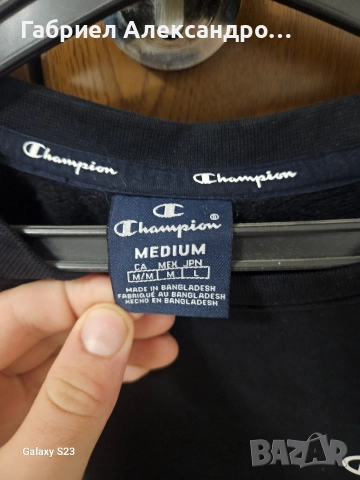 Габриел Александро...
Champion
Champion
Champion®
MEDIUM
CA MEX JPN
M/M M L
MADE IN BANGLADESH
FABRIQUÉ AU BANGLADESH
HECHO EN BANGLADESH
Galaxy S23
BAZAR